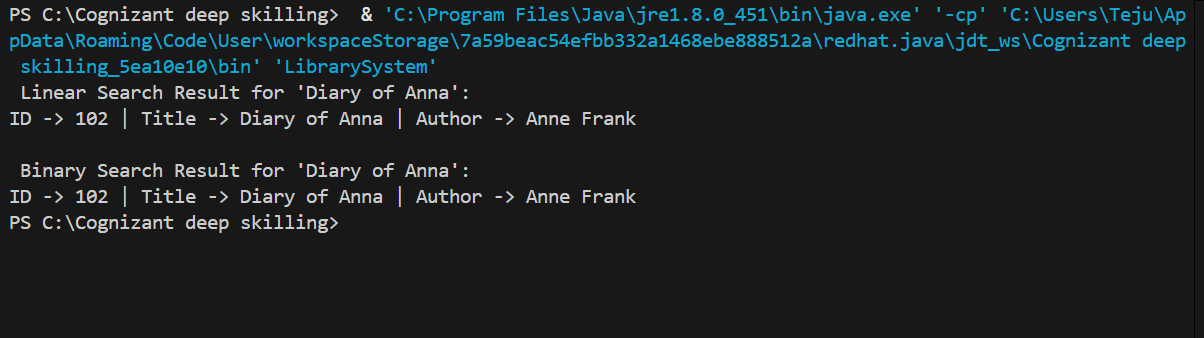 PS C:\Cognizant deep skilling>  & 'C:\Program Files\Java\jre1.8.0_451\bin\java.exe' '-cp' 'C:\Users\Teju\Ap
pData\Roaming\Code\User\workspaceStorage\7a59beac54efbb332a1468ebe888512a\redhat.java\jdt_ws\Cognizant deep
 skilling_5ea10e10\bin' 'LibrarySystem'
 Linear Search Result for 'Diary of Anna':
ID -> 102 | Title -> Diary of Anna | Author -> Anne Frank
 Binary Search Result for 'Diary of Anna':
ID -> 102 | Title -> Diary of Anna | Author -> Anne Frank
PS C:\Cognizant deep skilling>